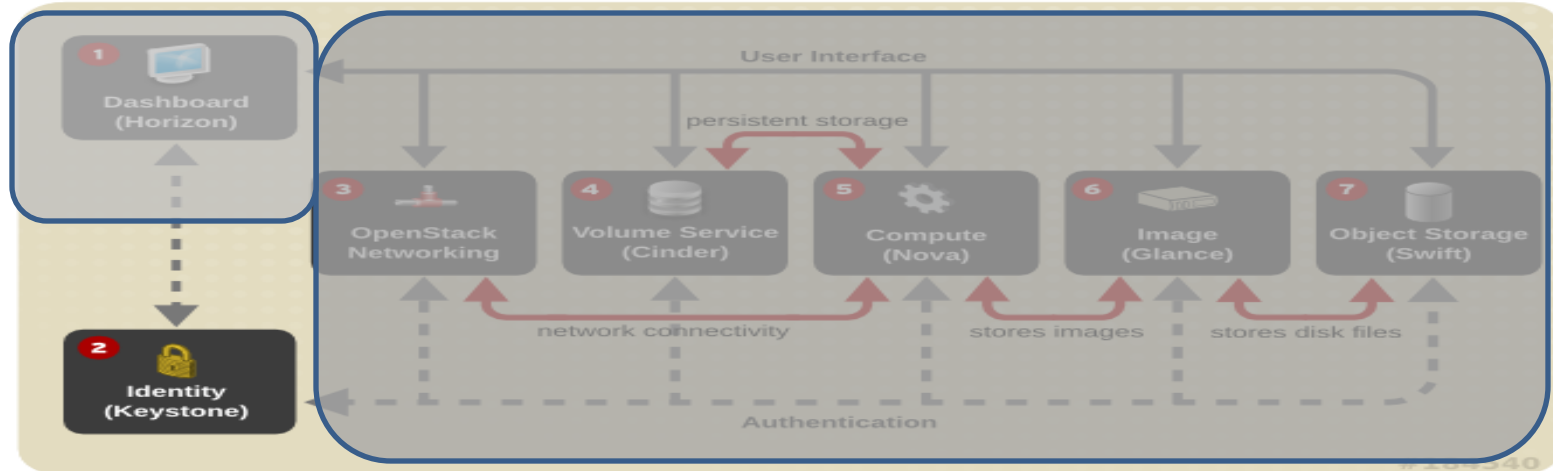 1
Dashboard
(Horizon)
User Interface
persistent storage
3
OpenStack
Networking
4
Volume Service
(Cinder)
5
Compute
(Nova)
6
Image
(Glance)
7
Object Storage
(Swift)
network connectivity
stores images
stores disk files
2
Identity
(Keystone)
Authentication